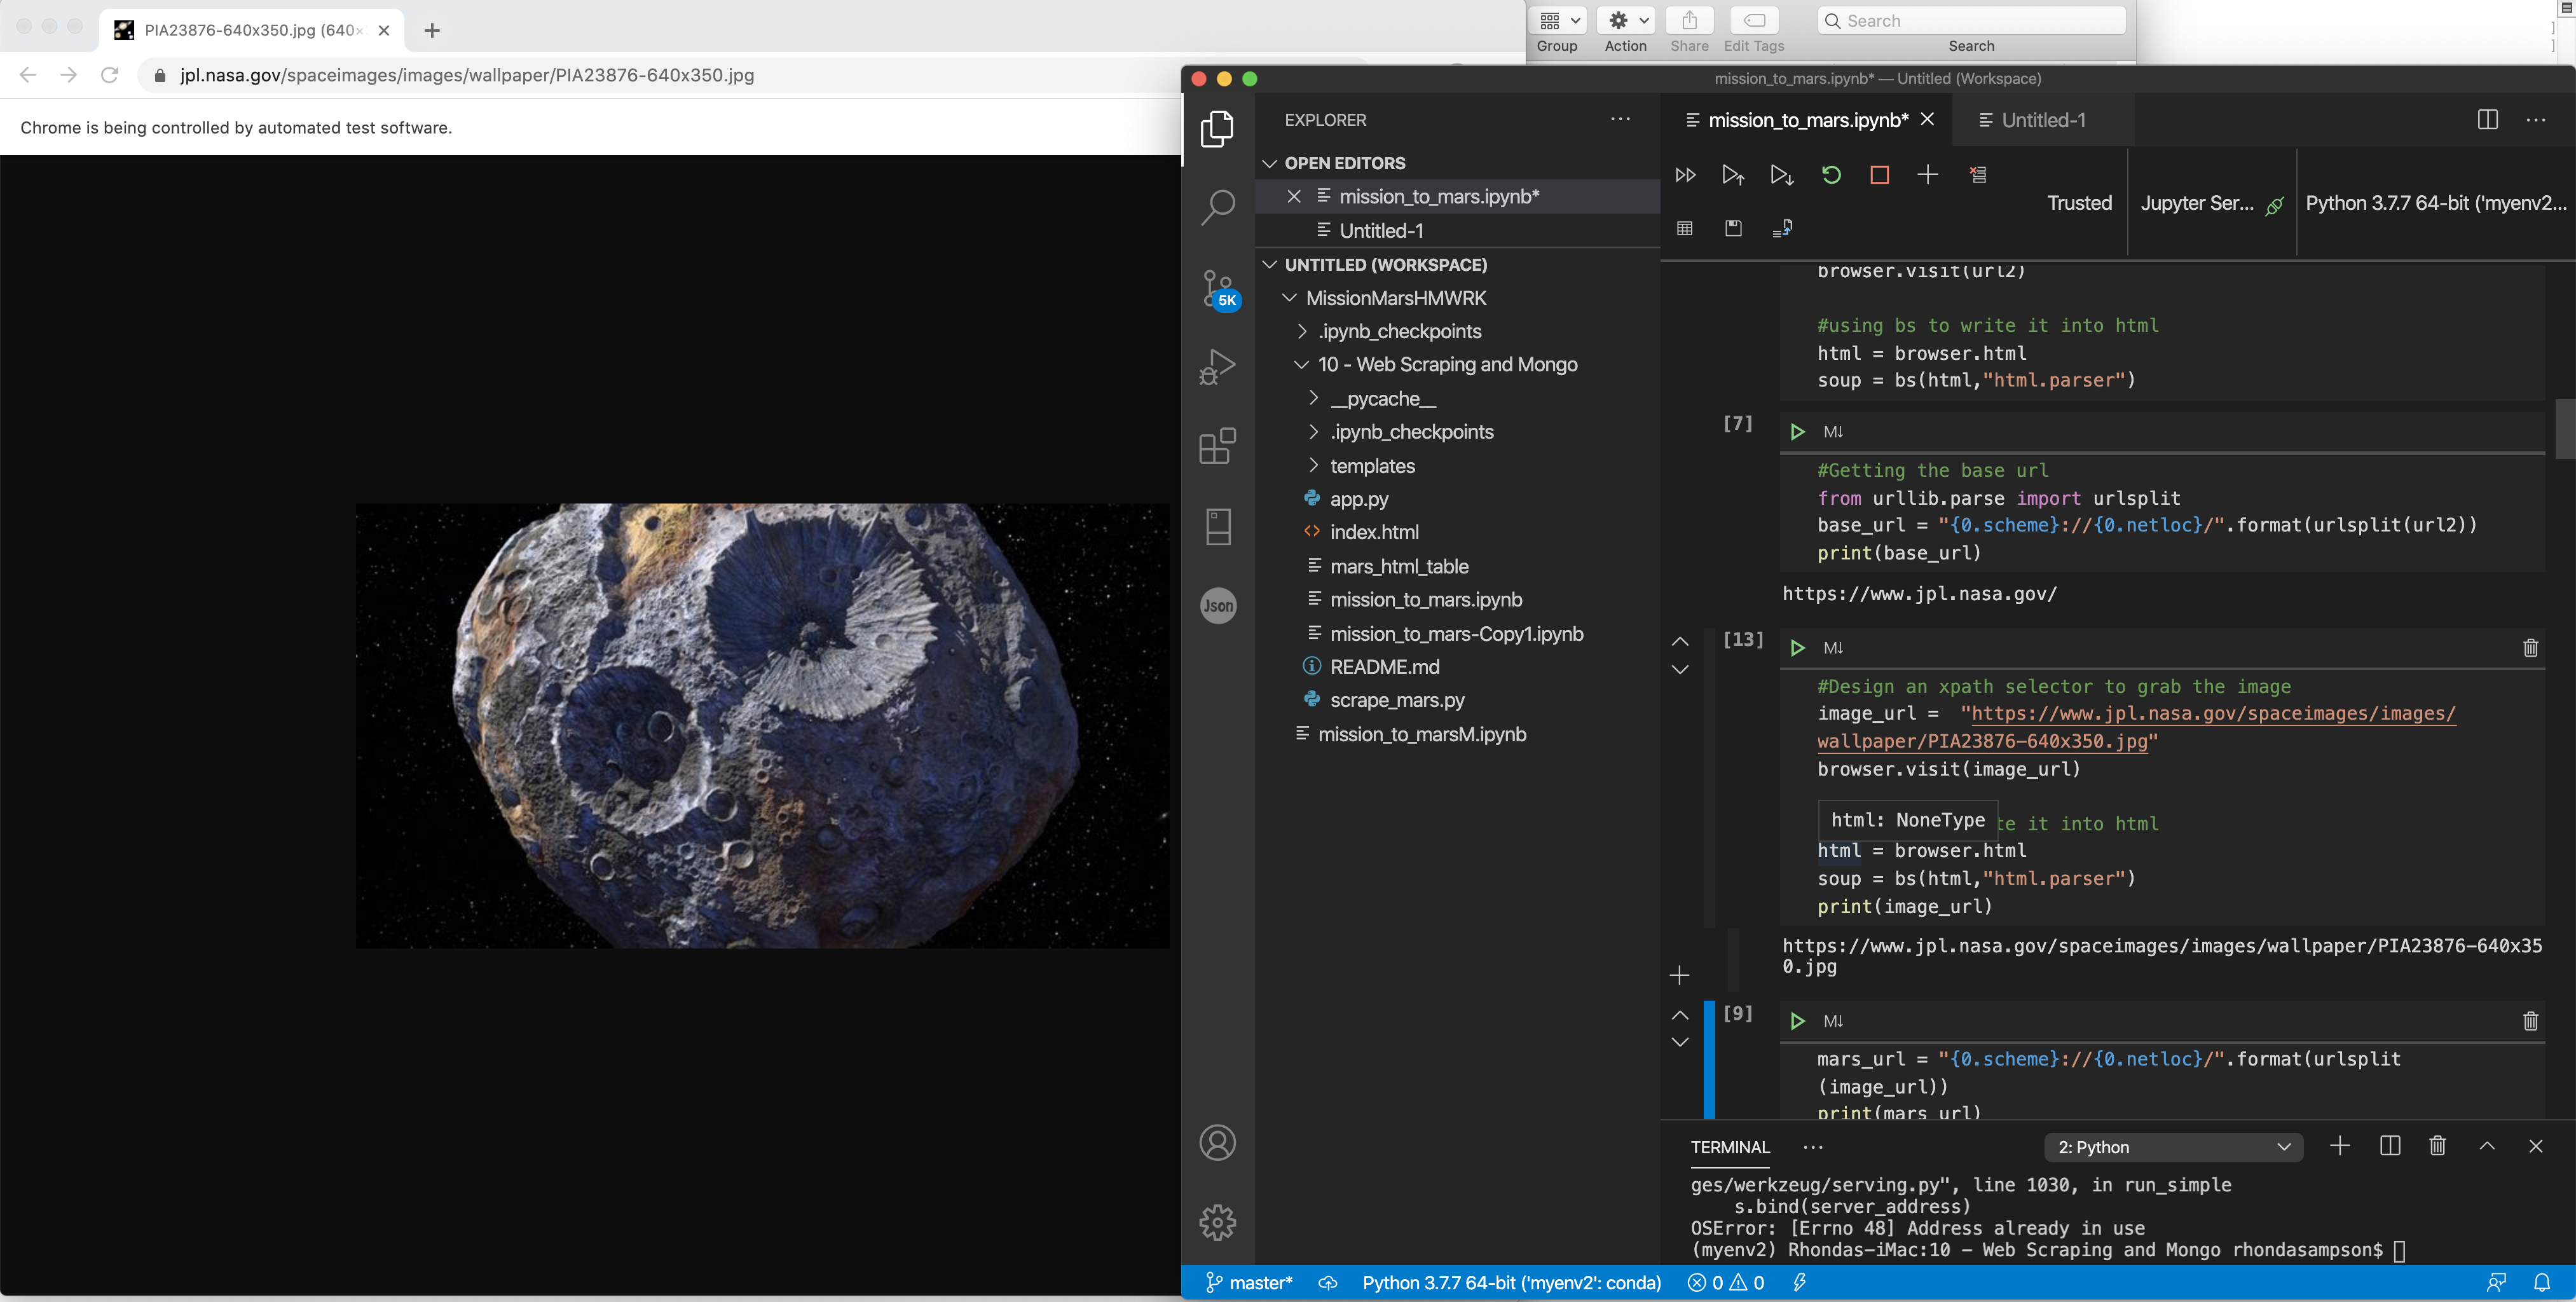 PIA23876-640x350.jpg (640×
jpl.nasa.gov/spaceimages/images/wallpaper/PIA23876-640x350.jpg
Chrome is being controlled by automated test software.
Group
Action
Share
Edit Tags
Search
Search
mission_to_mars.ipynb* — Untitled (Workspace)
EXPLORER
OPEN EDITORS
mission_to_mars.ipynb*
Untitled-1
UNTITLED (WORKSPACE)
MissionMarsHMWRK
.ipynb_checkpoints
10 - Web Scraping and Mongo
__pycache__
.ipynb_checkpoints
templates
app.py
index.html
mars_html_table
mission_to_mars.ipynb
mission_to_mars-Copy1.ipynb
README.md
scrape_mars.py
mission_to_marsM.ipynb
5K
Json
mission_to_mars.ipynb*
Untitled-1
Trusted
Jupyter Ser...
Python 3.7.7 64-bit ('myenv2...
browser.visit(url2)
#using bs to write it into html
html = browser.html
soup = bs(html,"html.parser")
[7]
M↓
#Getting the base url
from urllib.parse import urlsplit
base_url = "{0.scheme}://{0.netloc}/".format(urlsplit(url2))
print(base_url)
https://www.jpl.nasa.gov/
[13]
M↓
#Design an xpath selector to grab the image
image_url =  "https://www.jpl.nasa.gov/spaceimages/images/
wallpaper/PIA23876-640x350.jpg"
browser.visit(image_url)
html: NoneType
te it into html
html = browser.html
soup = bs(html,"html.parser")
print(image_url)
https://www.jpl.nasa.gov/spaceimages/images/wallpaper/PIA23876-640x35
0.jpg
[9]
M↓
mars_url = "{0.scheme}://{0.netloc}/".format(urlsplit
(image_url))
print(mars_url)
TERMINAL
2: Python
ges/werkzeug/serving.py", line 1030, in run_simple
s.bind(server_address)
OSError: [Errno 48] Address already in use
(myenv2) Rhondas-iMac:10 - Web Scraping and Mongo rhondasampson$
master*
Python 3.7.7 64-bit ('myenv2': conda)
0
0